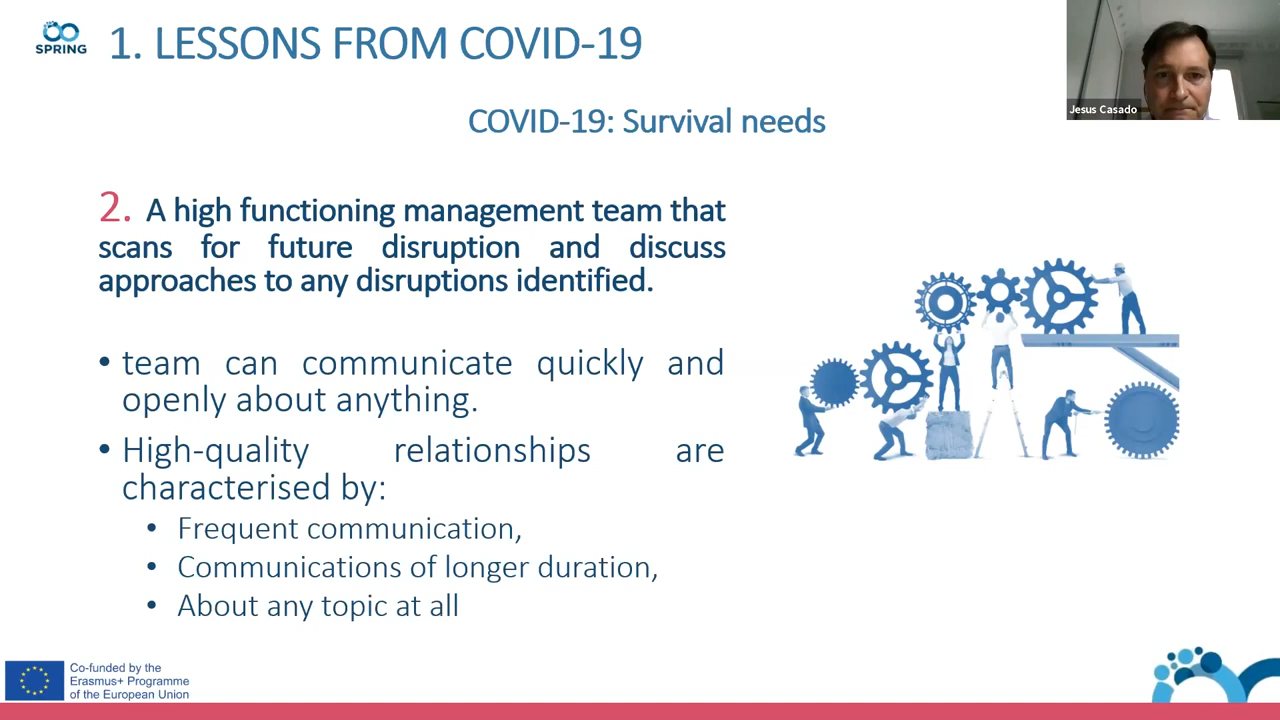 SPRING
1. LESSONS FROM COVID-19
Jesus Casado
COVID-19: Survival needs
2. A high functioning management team that
scans for future disruption and discuss
approaches to any disruptions identified.
• team can communicate quickly and
openly about anything.
• High-quality relationships are
characterised by:
• Frequent communication,
• Communications of longer duration,
• About any topic at all
Co-funded by the
Erasmus+ Programme
of the European Union